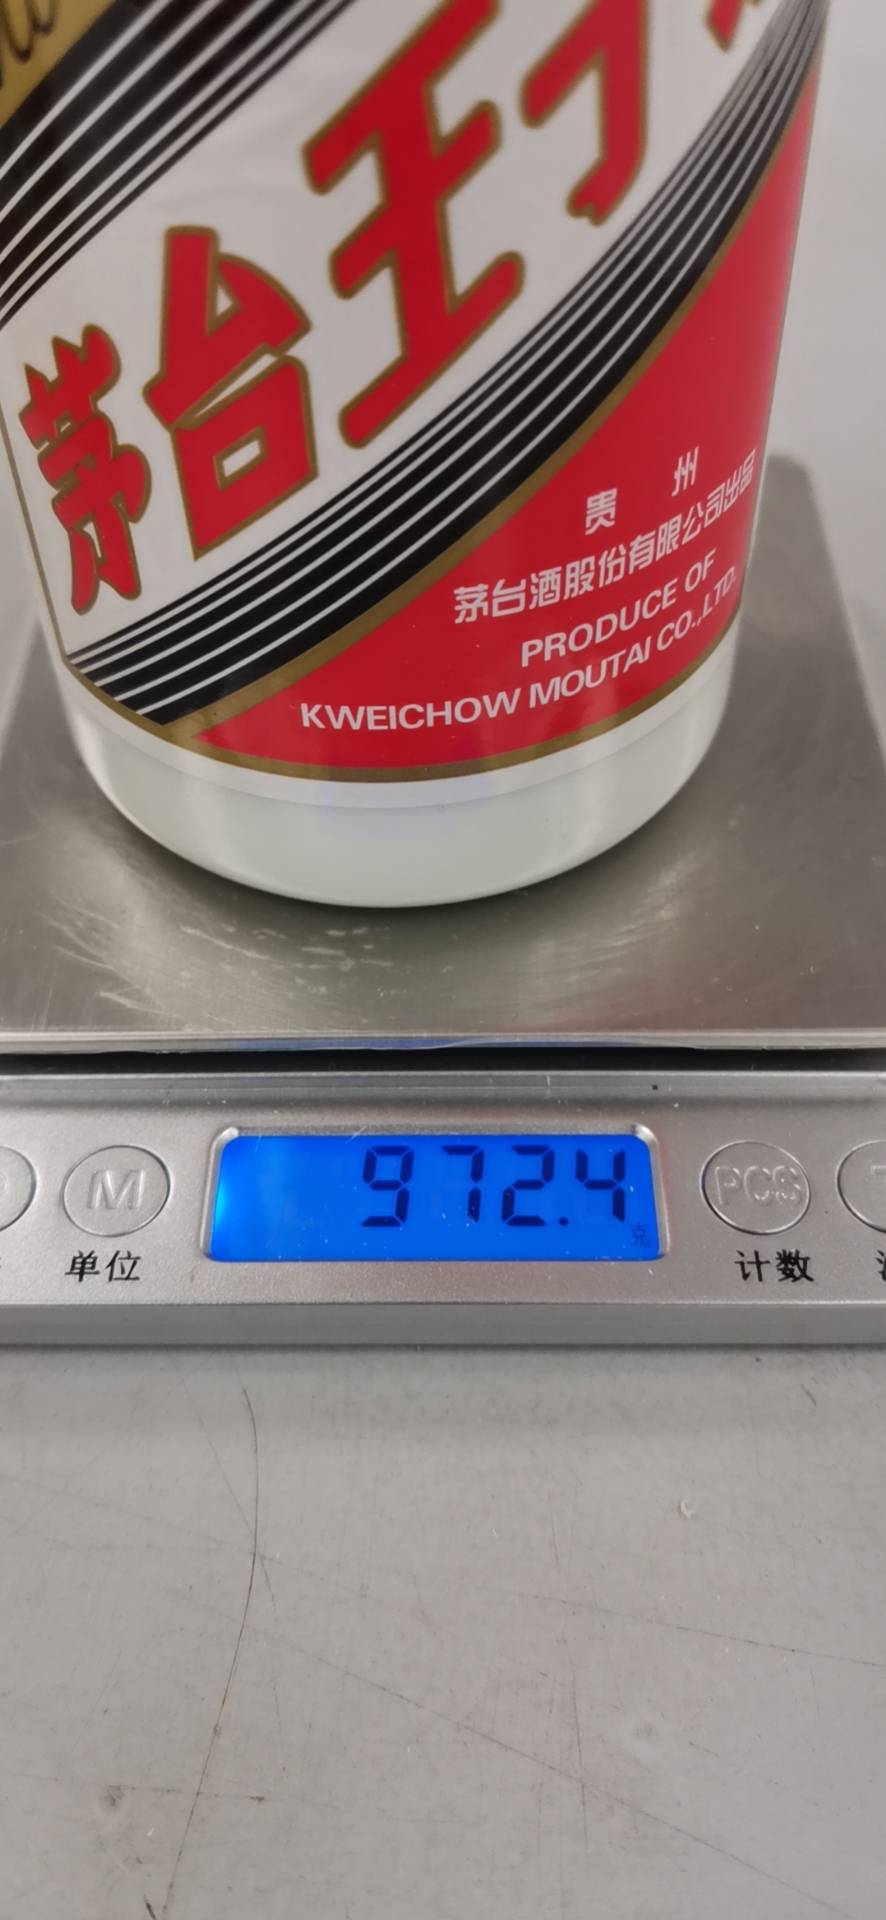 茅台王子
贵州
茅台酒股份有限公司出品
PRODUCE OF
KWEICHOW MOUTAI CO.,LTD.
972.4
克
M
PCS
单位
计数